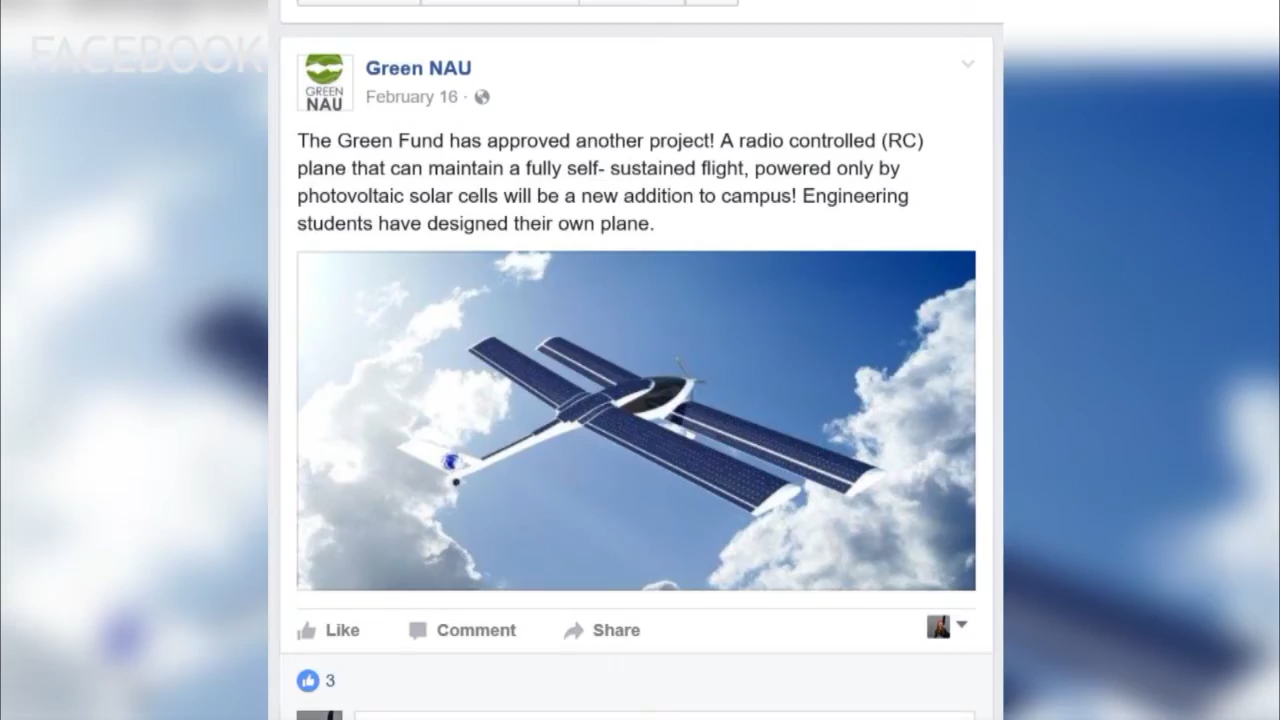 FACEBOOK
Green NAU
February 16 ·
GREEN
NAU
The Green Fund has approved another project! A radio controlled (RC)
plane that can maintain a fully self- sustained flight, powered only by
photovoltaic solar cells will be a new addition to campus! Engineering
students have designed their own plane.
Like
Comment
Share
3